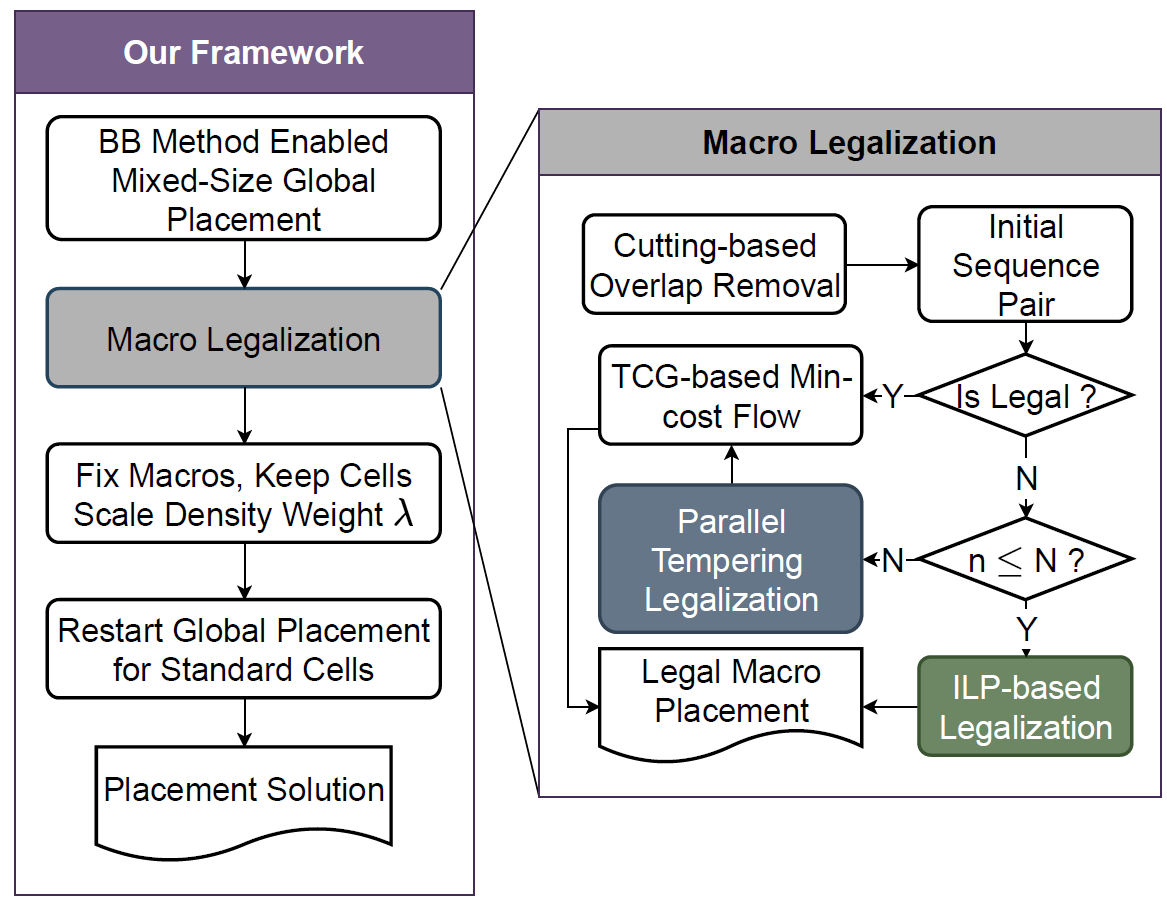 Our Framework
BB Method Enabled
Mixed-Size Global
Placement
Macro Legalization
Fix Macros, Keep Cells
Scale Density Weight λ
Restart Global Placement
for Standard Cells
Placement Solution
Macro Legalization
Cutting-based
Overlap Removal
Initial
Sequence
Pair
Is Legal ?
Y
TCG-based Min-
cost Flow
N
n ≤ N ?
N
Parallel
Tempering
Legalization
Y
ILP-based
Legalization
Legal Macro
Placement